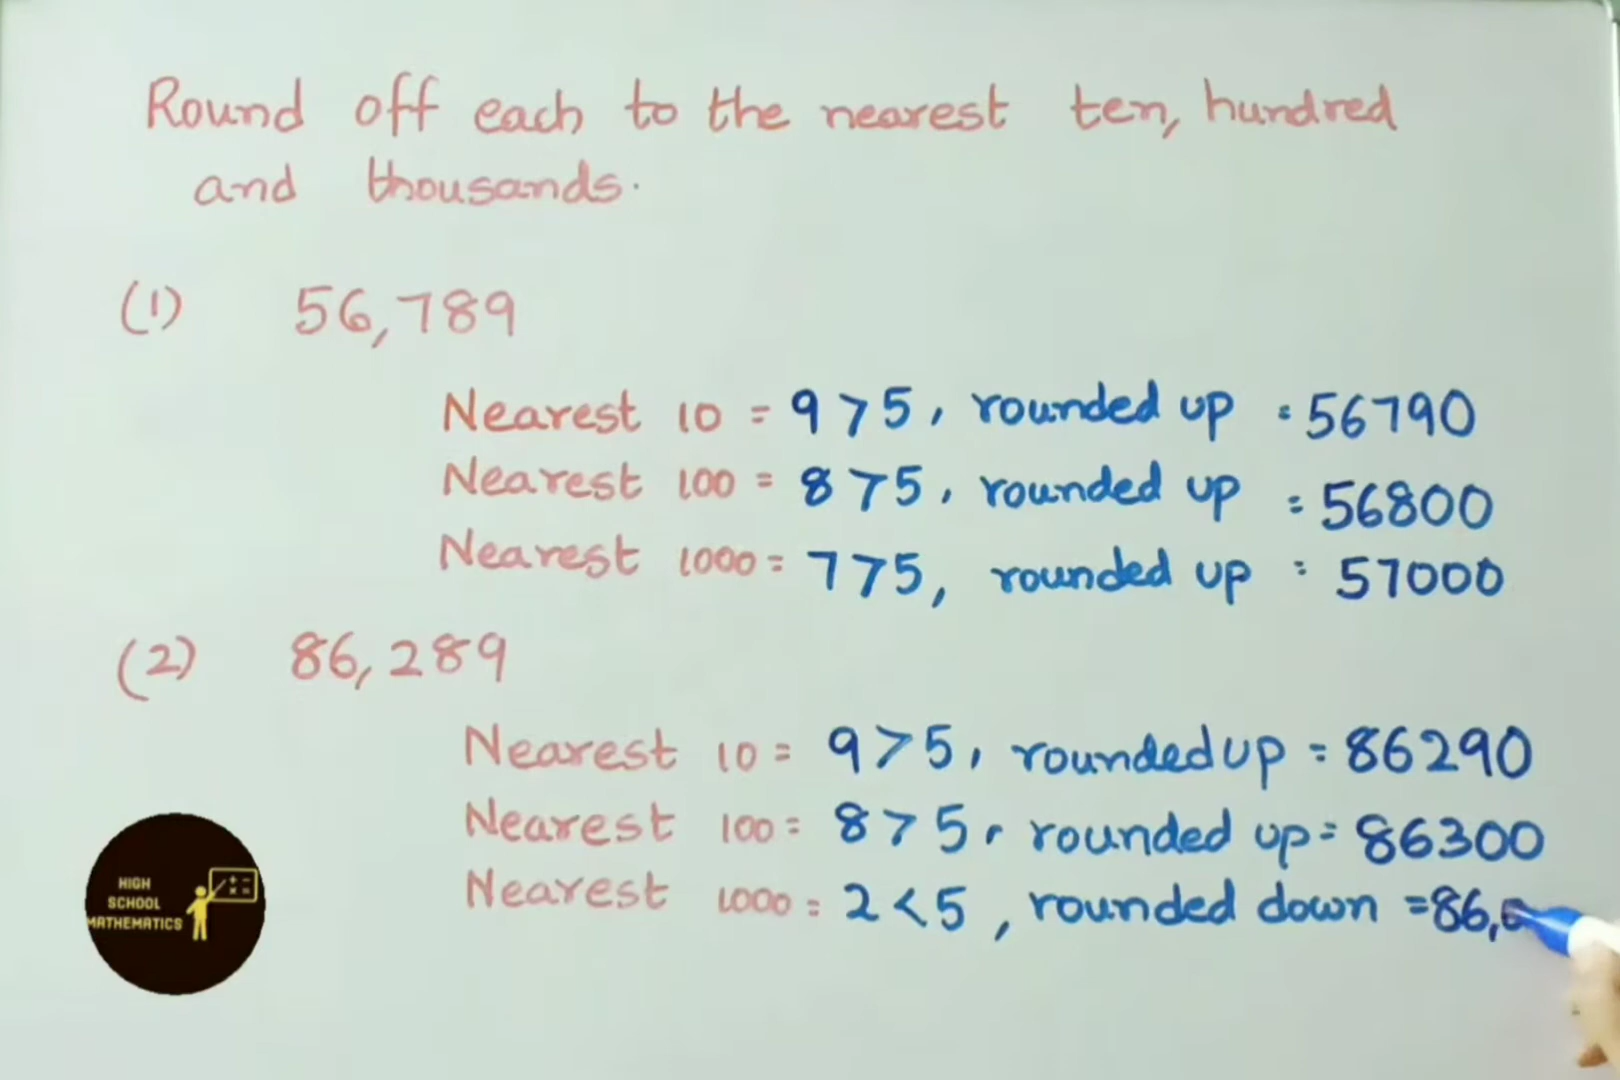 Round off each to the nearest ten, hundred
and thousands.
(1) 56,789
Nearest 10 = 9 > 5, rounded up = 56790
Nearest 100 = 8 > 5, rounded up = 56800
Nearest 1000 = 7 > 5, rounded up = 57000
(2) 86,289
Nearest 10 = 9 > 5, rounded up = 86290
Nearest 100 = 8 > 5, rounded up = 86300
Nearest 1000 = 2 < 5, rounded down = 86,0
HIGH
SCHOOL
MATHEMATICS